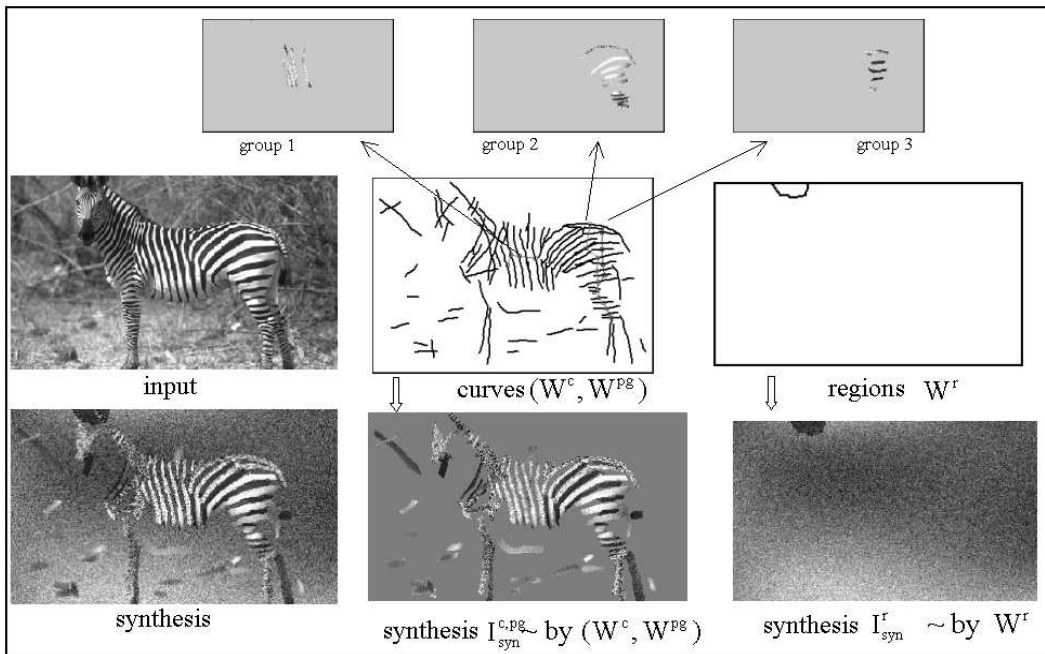 group 1
group 2
group 3
input
curves (W^c, W^pg)
regions W^r
synthesis
synthesis I_syn^c,pg ~ by (W^c, W^pg)
synthesis I_syn^r ~ by W^r